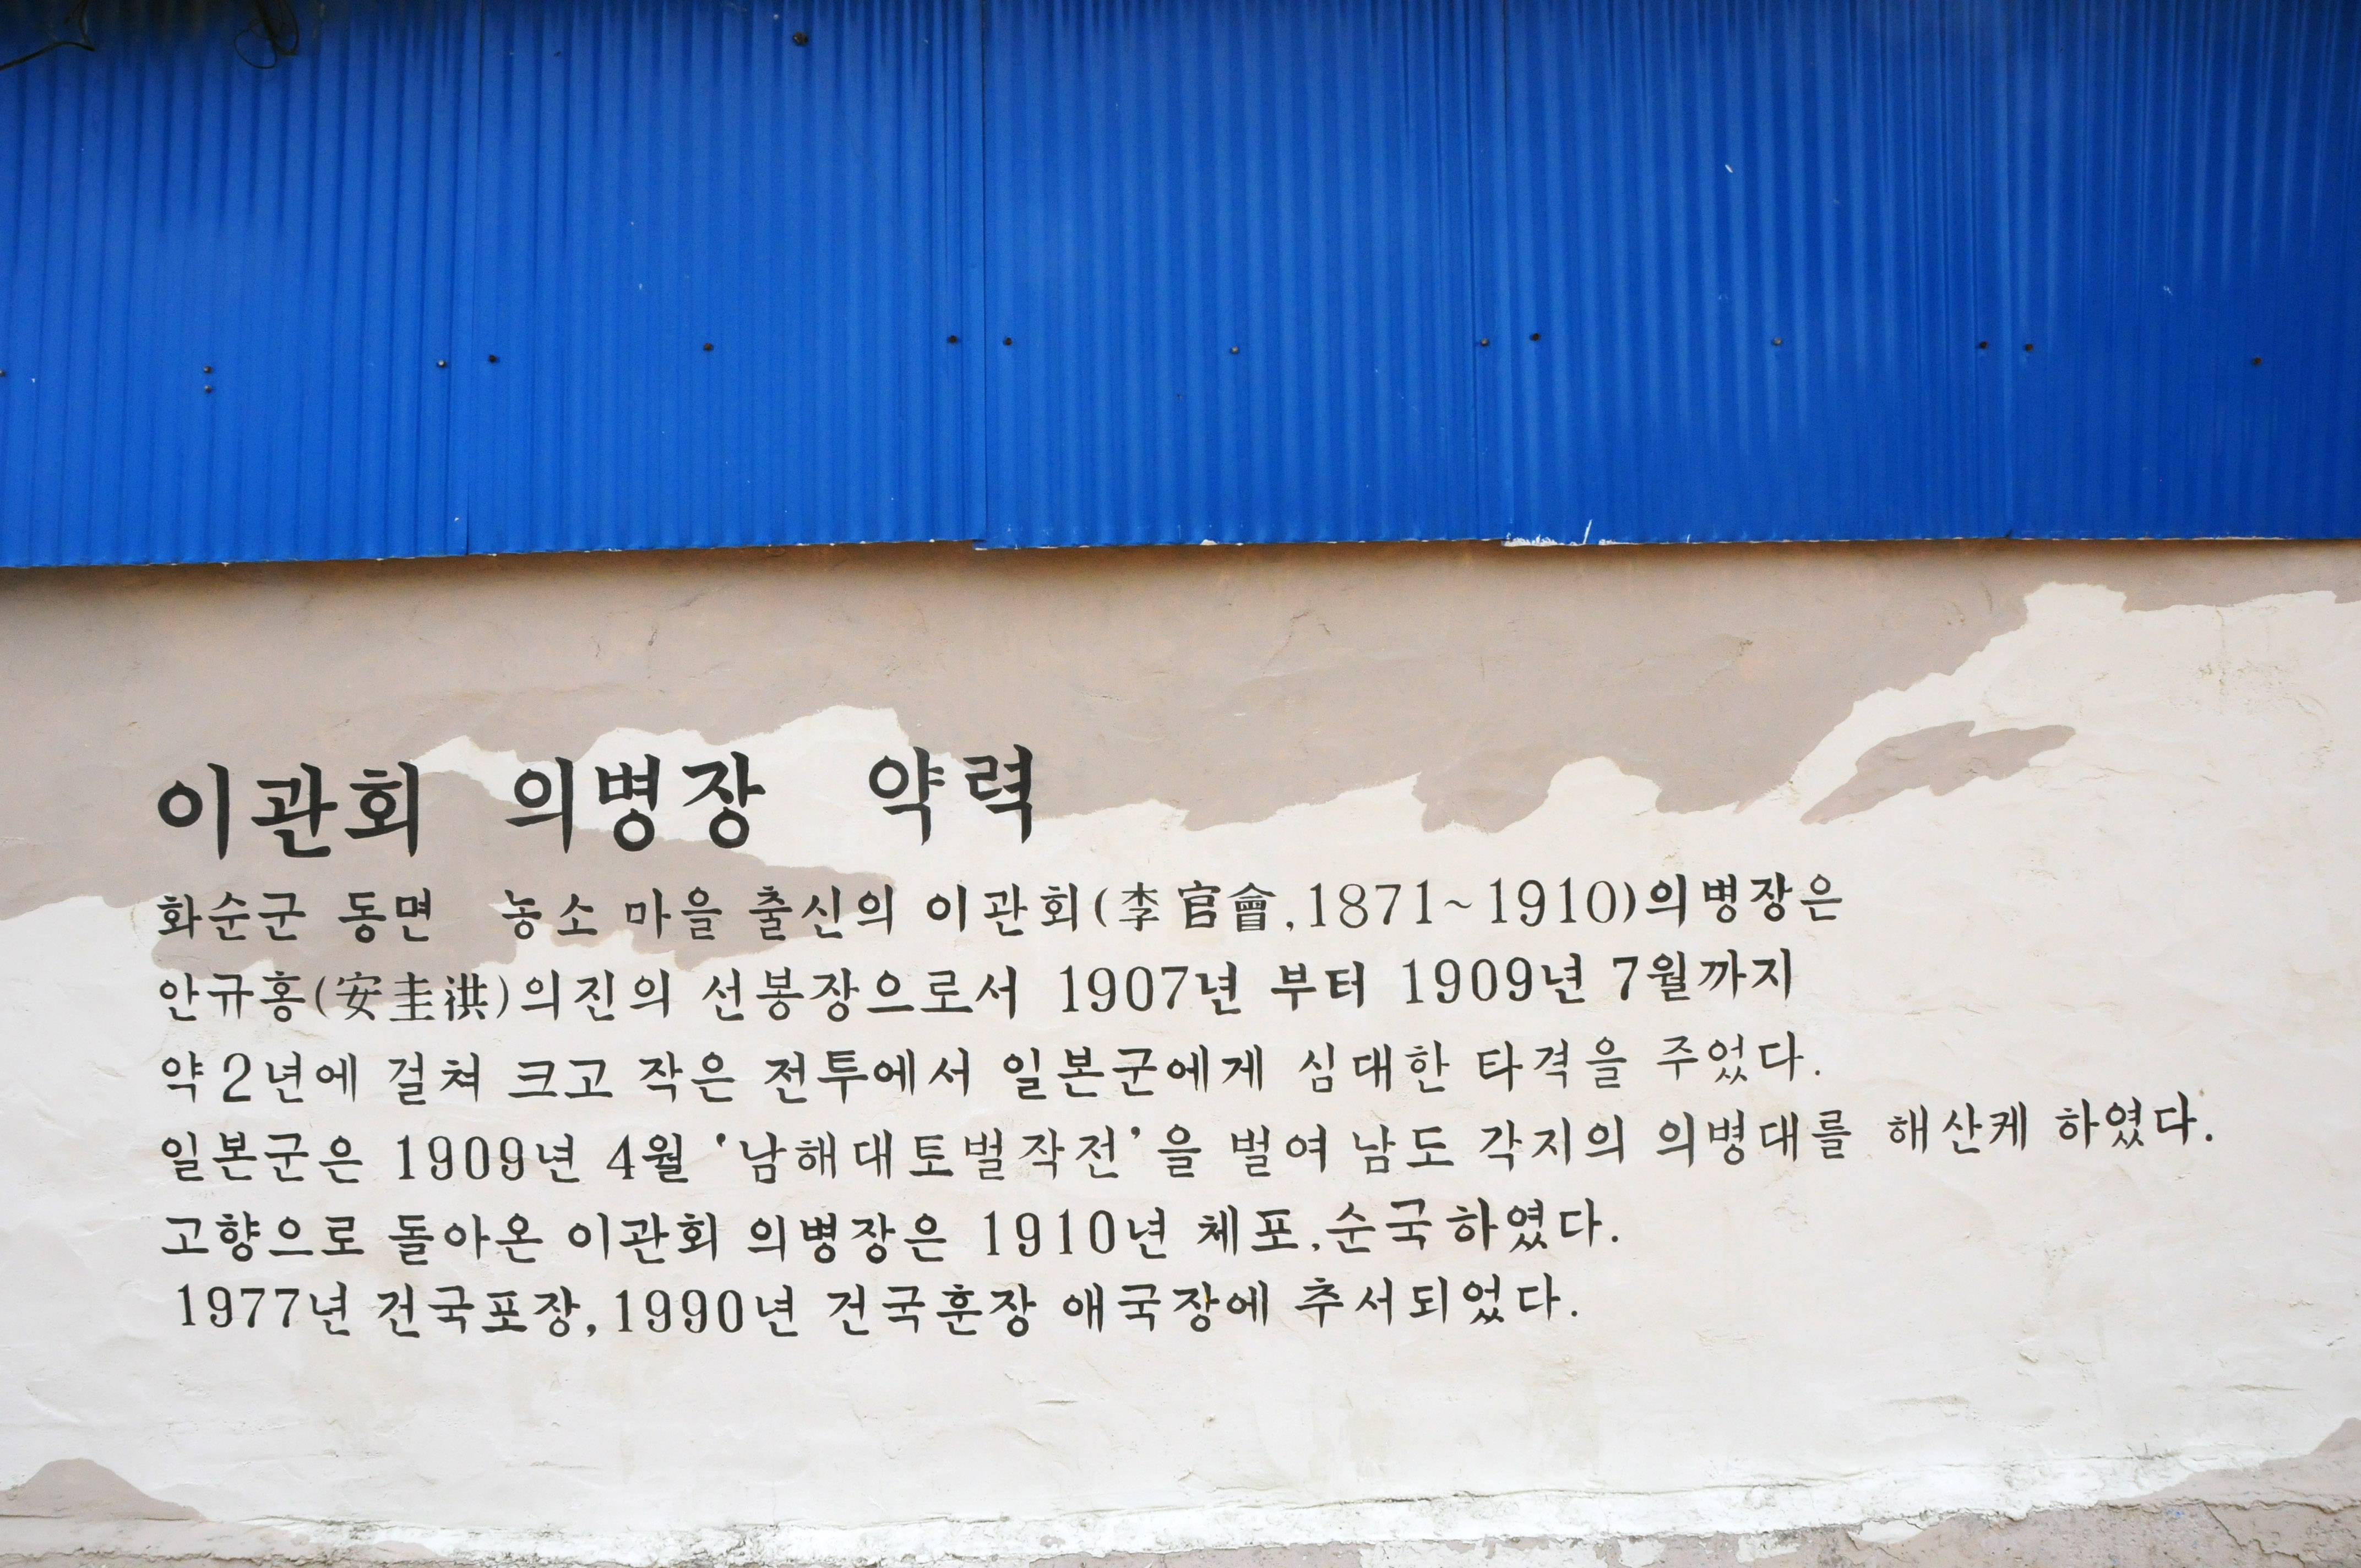 이관회 의병장 약력
화순군 동면 농소 마을 출신의 이관회(李官會,1871~1910)의병장은
안규홍(安圭洪)의진의 선봉장으로서 1907년 부터 1909년 7월까지
약2년에 걸쳐 크고 작은 전투에서 일본군에게 심대한 타격을 주었다.
일본군은 1909년 4월 '남해대토벌작전'을 벌여 남도 각지의 의병대를 해산케 하였다.
고향으로 돌아온 이관회 의병장은 1910년 체포,순국하였다.
1977년 건국포장,1990년 건국훈장 애국장에 추서되었다.